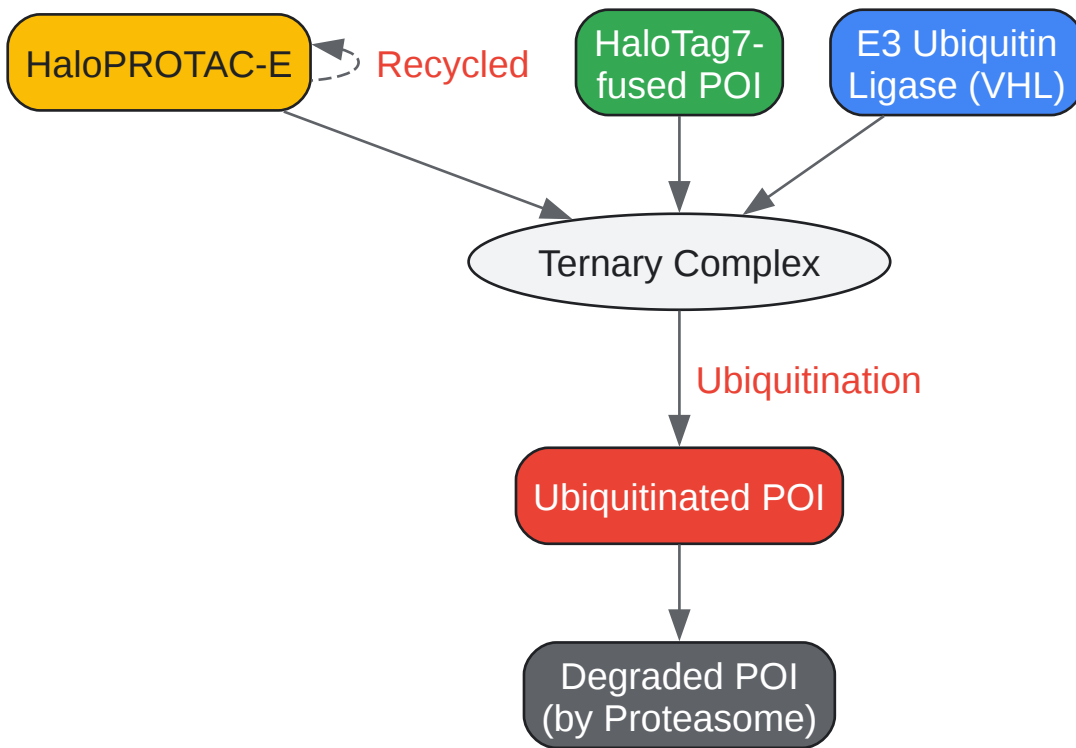 HaloPROTAC-E
Recycled
HaloTag7-
fused POI
E3 Ubiquitin
Ligase (VHL)
Ternary Complex
Ubiquitination
Ubiquitinated POI
Degraded POI
(by Proteasome)